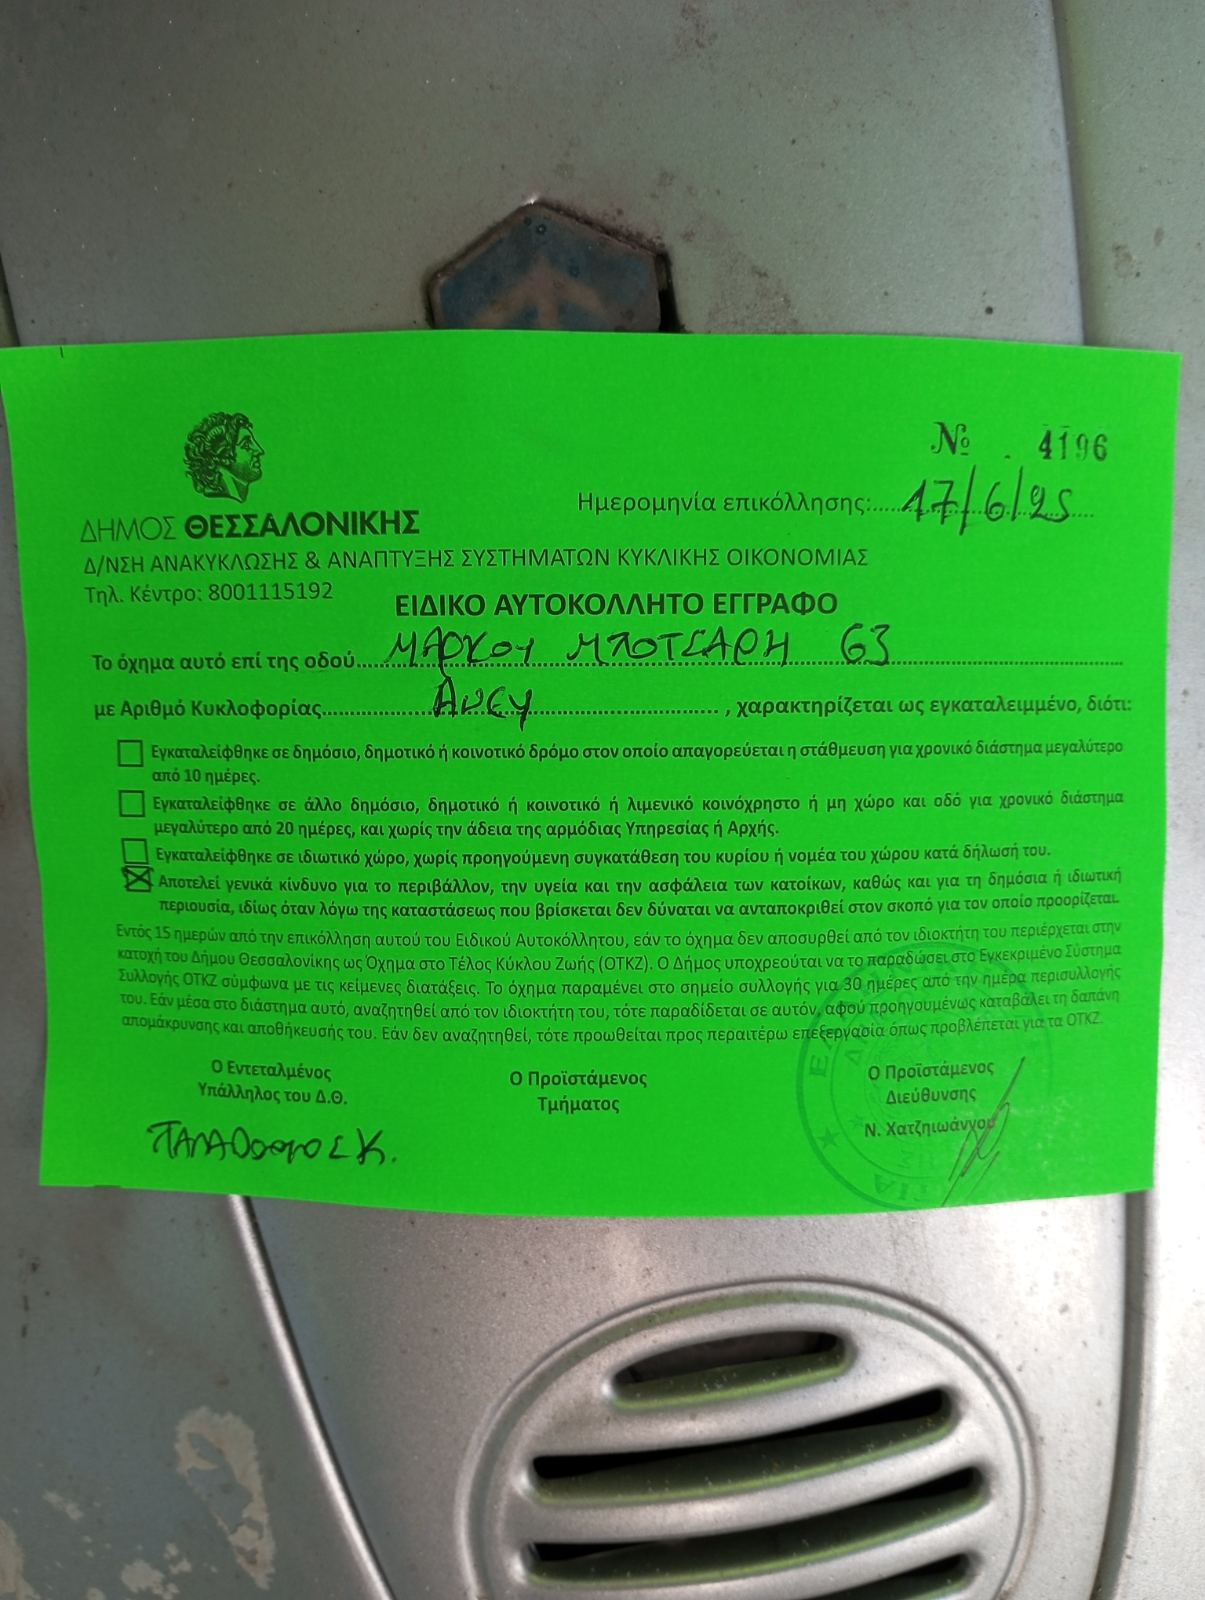 № 4196
Ημερομηνία επικόλλησης: 17/6/25
ΔΗΜΟΣ ΘΕΣΣΑΛΟΝΙΚΗΣ
Δ/ΝΣΗ ΑΝΑΚΥΚΛΩΣΗΣ & ΑΝΑΠΤΥΞΗΣ ΣΥΣΤΗΜΑΤΩΝ ΚΥΚΛΙΚΗΣ ΟΙΚΟΝΟΜΙΑΣ
Τηλ. Κέντρο: 8001115192
ΕΙΔΙΚΟ ΑΥΤΟΚΟΛΛΗΤΟ ΕΓΓΡΑΦΟ
Το όχημα αυτό επί της οδού ΜΑΡΚΟΥ ΜΠΟΤΣΑΡΗ 63
με Αριθμό Κυκλοφορίας Ανευ, χαρακτηρίζεται ως εγκαταλειμμένο, διότι:
Εγκαταλείφθηκε σε δημόσιο, δημοτικό ή κοινοτικό δρόμο στον οποίο απαγορεύεται η στάθμευση για χρονικό διάστημα μεγαλύτερο
από 10 ημέρες.
Εγκαταλείφθηκε σε άλλο δημόσιο, δημοτικό ή κοινοτικό ή λιμενικό κοινόχρηστο ή μη χώρο και οδό για χρονικό διάστημα
μεγαλύτερο από 20 ημέρες, και χωρίς την άδεια της αρμόδιας Υπηρεσίας ή Αρχής.
Εγκαταλείφθηκε σε ιδιωτικό χώρο, χωρίς προηγούμενη συγκατάθεση του κυρίου ή νομέα του χώρου κατά δήλωσή του.
Αποτελεί γενικά κίνδυνο για το περιβάλλον, την υγεία και την ασφάλεια των κατοίκων, καθώς και για τη δημόσια ή ιδιωτική
περιουσία, ιδίως όταν λόγω της καταστάσεως που βρίσκεται δεν δύναται να ανταποκριθεί στον σκοπό για τον οποίο προορίζεται.
Εντός 15 ημερών από την επικόλληση αυτού του Ειδικού Αυτοκόλλητου, εάν το όχημα δεν αποσυρθεί από τον ιδιοκτήτη του περιέρχεται στην
κατοχή του Δήμου Θεσσαλονίκης ως Όχημα στο Τέλος Κύκλου Ζωής (ΟΤΚΖ). Ο Δήμος υποχρεούται να το παραδώσει στο Εγκεκριμένο Σύστημα
Συλλογής ΟΤΚΖ σύμφωνα με τις κείμενες διατάξεις. Το όχημα παραμένει στο σημείο συλλογής για 30 ημέρες από την ημέρα περισυλλογής
του. Εάν μέσα στο διάστημα αυτό, αναζητηθεί από τον ιδιοκτήτη του, τότε παραδίδεται σε αυτόν, αφού προηγουμένως καταβάλει τη δαπάνη
απομάκρυνσης και αποθήκευσής του. Εάν δεν αναζητηθεί, τότε προωθείται προς περαιτέρω επεξεργασία όπως προβλέπεται για τα ΟΤΚΖ.
Ο Εντεταλμένος
Υπάλληλος του Δ.Θ.
Ο Προϊστάμενος
Τμήματος
Ο Προϊστάμενος
Διεύθυνσης
Ν. Χατζηιωάννου